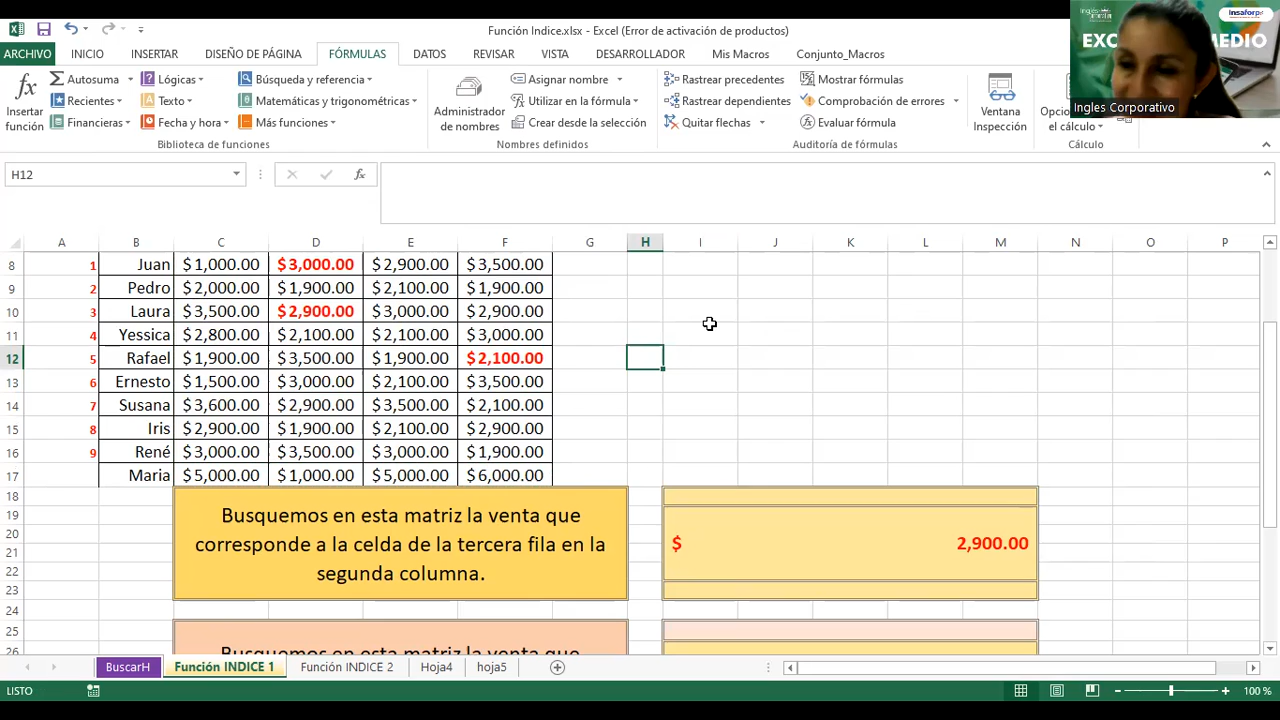 Función Indice.xlsx - Excel (Error de activación de productos)
ARCHIVO INICIO INSERTAR DISEÑO DE PÁGINA FÓRMULAS DATOS REVISAR VISTA DESARROLLADOR Mis Macros Conjunto_Macros
Inglés
insaforp
EXC MEDIO
Ingles Corporativo
fx Insertar función
Σ Autosuma
Recientes
Financieras
Lógicas
Texto
Fecha y hora
Búsqueda y referencia
Matemáticas y trigonométricas
Más funciones
Biblioteca de funciones
Administrador de nombres
Asignar nombre
Utilizar en la fórmula
Crear desde la selección
Nombres definidos
Rastrear precedentes
Rastrear dependientes
Quitar flechas
Mostrar fórmulas
Comprobación de errores
Evaluar fórmula
Auditoría de fórmulas
Ventana Inspección
Opcio
el cálculo
Cálculo
H12 fx
A B C D E F G H I J K L M N O P
8 1 Juan $ 1,000.00 $ 3,000.00 $ 2,900.00 $ 3,500.00
9 2 Pedro $ 2,000.00 $ 1,900.00 $ 2,100.00 $ 1,900.00
10 3 Laura $ 3,500.00 $ 2,900.00 $ 3,000.00 $ 2,900.00
11 4 Yessica $ 2,800.00 $ 2,100.00 $ 2,100.00 $ 3,000.00
12 5 Rafael $ 1,900.00 $ 3,500.00 $ 1,900.00 $ 2,100.00
13 6 Ernesto $ 1,500.00 $ 3,000.00 $ 2,100.00 $ 3,500.00
14 7 Susana $ 3,600.00 $ 2,900.00 $ 3,500.00 $ 2,100.00
15 8 Iris $ 2,900.00 $ 1,900.00 $ 2,100.00 $ 2,900.00
16 9 René $ 3,000.00 $ 3,500.00 $ 3,000.00 $ 1,900.00
17 Maria $ 5,000.00 $ 1,000.00 $ 5,000.00 $ 6,000.00
18
19
20
21
22
23
24
25
26
Busquemos en esta matriz la venta que
corresponde a la celda de la tercera fila en la
segunda columna.
$ 2,900.00
Busquemos en esta matriz la venta que
BuscarH Función INDICE 1 Función INDICE 2 Hoja4 hoja5
LISTO 100 %